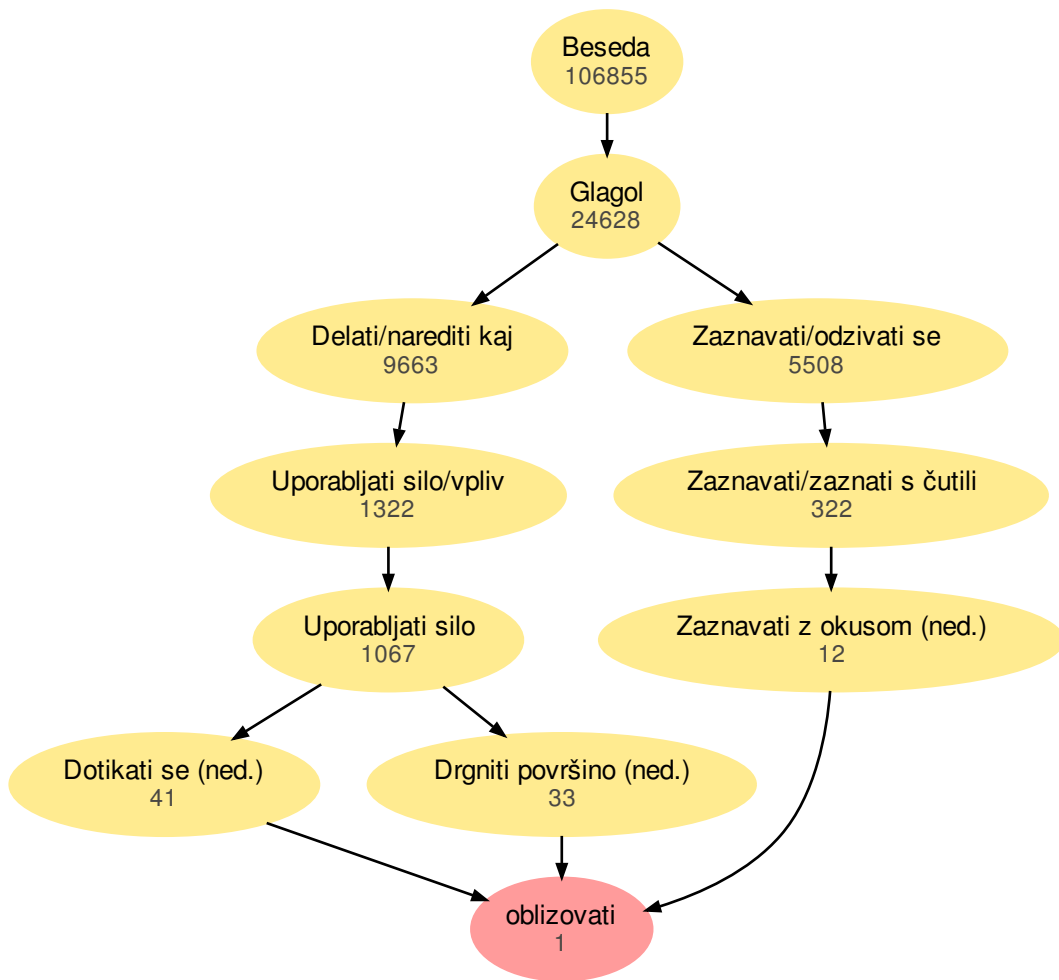 Beseda
106855
Glagol
24628
Delati/narediti kaj
9663
Zaznavati/odzivati se
5508
Uporabljati silo/vpliv
1322
Zaznavati/zaznati s čutili
322
Uporabljati silo
1067
Zaznavati z okusom (ned.)
12
Dotikati se (ned.)
41
Drgniti površino (ned.)
33
oblizovati
1